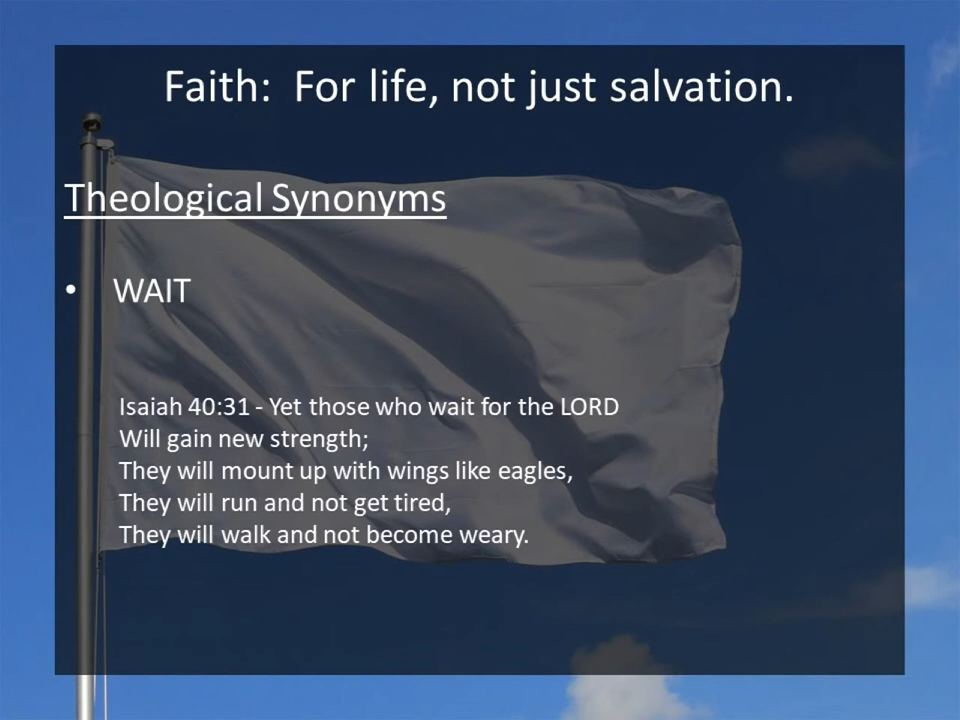 Faith:  For life, not just salvation.
Theological Synonyms
• WAIT
Isaiah 40:31 - Yet those who wait for the LORD
Will gain new strength;
They will mount up with wings like eagles,
They will run and not get tired,
They will walk and not become weary.